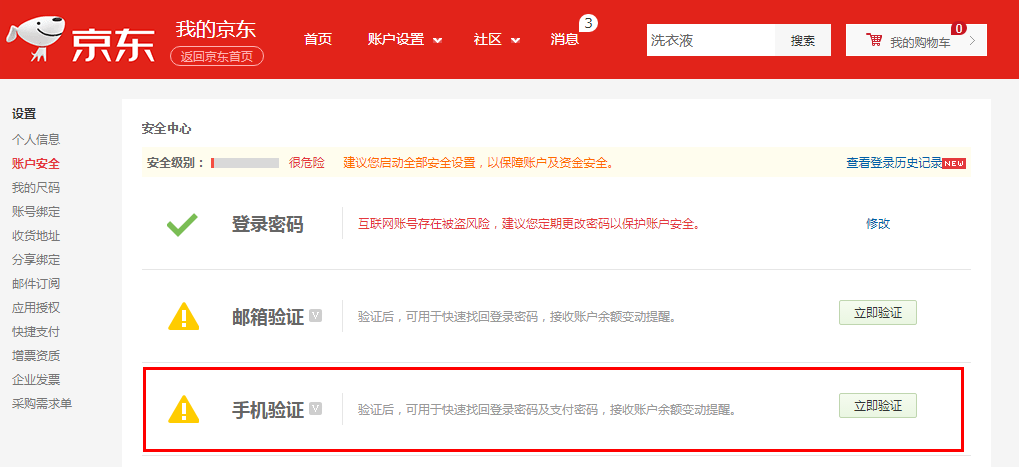 京东
我的京东
返回京东首页
首页
账户设置
社区
消息
3
洗衣液
搜索
我的购物车
0
设置
个人信息
账户安全
我的尺码
账号绑定
收货地址
分享绑定
邮件订阅
应用授权
快捷支付
增票资质
企业发票
采购需求单
安全中心
安全级别： 很危险 建议您启动全部安全设置，以保障账户及资金安全。 查看登录历史记录 NEW
登录密码 互联网账号存在被盗风险，建议您定期更改密码以保护账户安全。 修改
邮箱验证 V 验证后，可用于快速找回登录密码，接收账户余额变动提醒。 立即验证
手机验证 V 验证后，可用于快速找回登录密码及支付密码，接收账户余额变动提醒。 立即验证